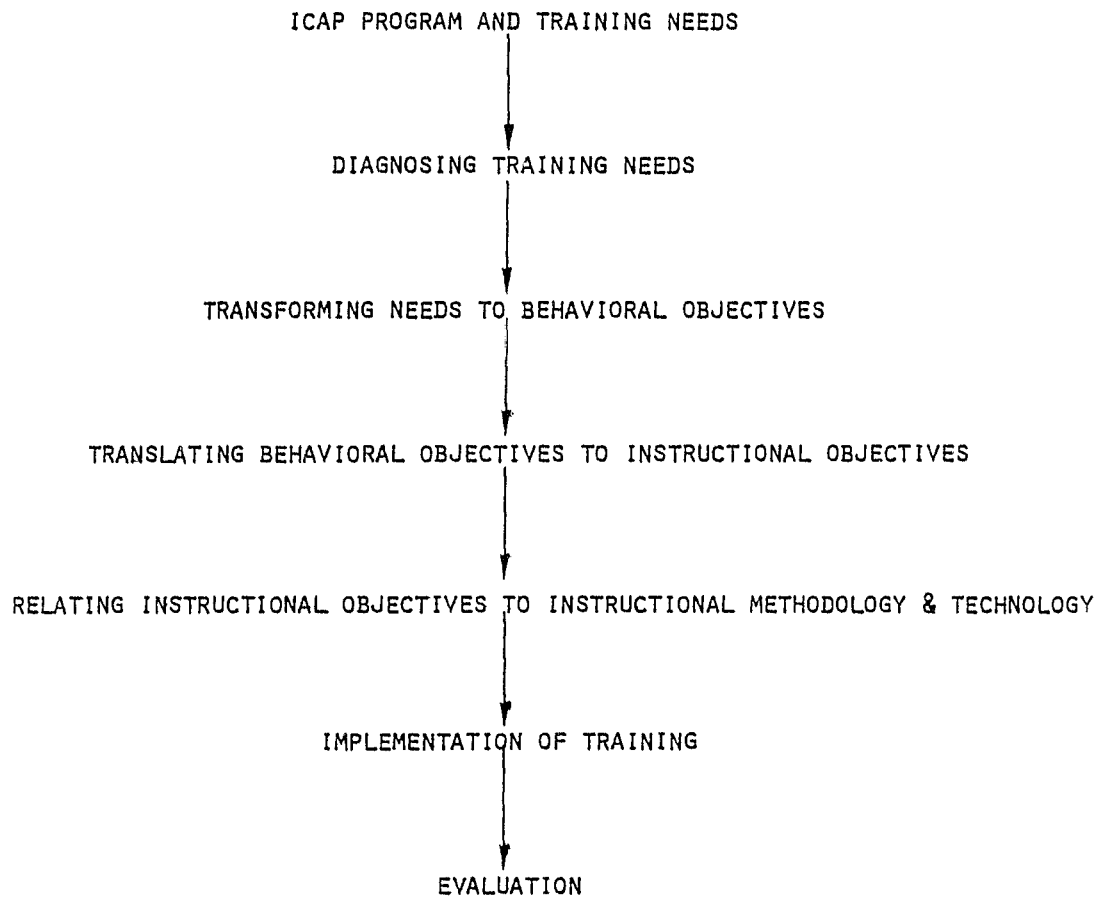 ICAP PROGRAM AND TRAINING NEEDS
DIAGNOSING TRAINING NEEDS
TRANSFORMING NEEDS TO BEHAVIORAL OBJECTIVES
TRANSLATING BEHAVIORAL OBJECTIVES TO INSTRUCTIONAL OBJECTIVES
RELATING INSTRUCTIONAL OBJECTIVES TO INSTRUCTIONAL METHODOLOGY & TECHNOLOGY
IMPLEMENTATION OF TRAINING
EVALUATION